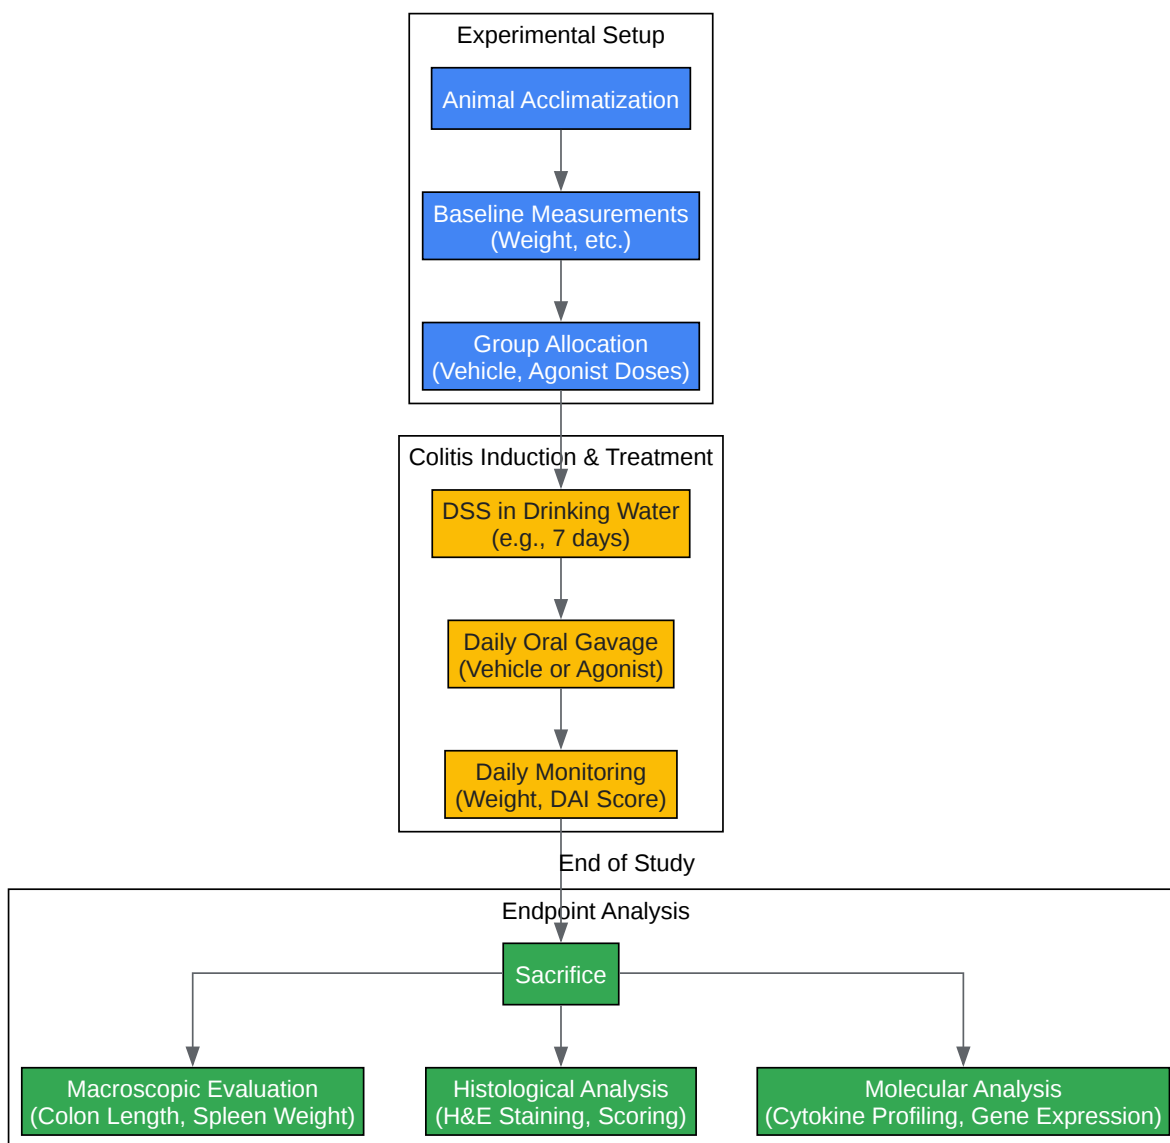 Experimental Setup
Animal Acclimatization
Baseline Measurements
(Weight, etc.)
Group Allocation
(Vehicle, Agonist Doses)
Colitis Induction & Treatment
DSS in Drinking Water
(e.g., 7 days)
Daily Oral Gavage
(Vehicle or Agonist)
Daily Monitoring
(Weight, DAI Score)
End of Study
Endpoint Analysis
Sacrifice
Macroscopic Evaluation
(Colon Length, Spleen Weight)
Histological Analysis
(H&E Staining, Scoring)
Molecular Analysis
(Cytokine Profiling, Gene Expression)